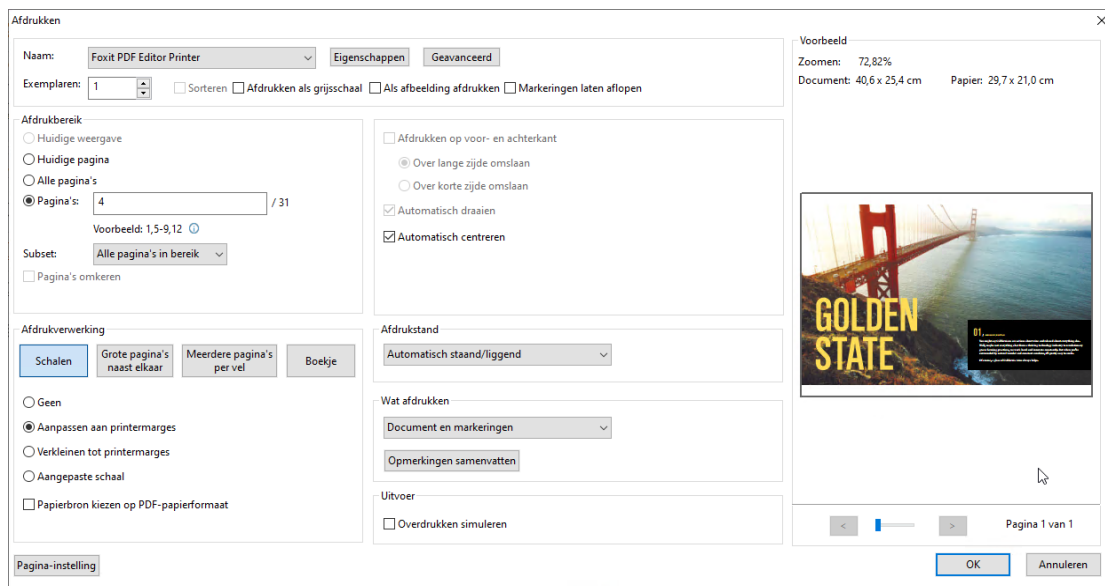 Afdrukken
Naam: Foxit PDF Editor Printer Eigenschappen Geavanceerd
Exemplaren: 1 Sorteren Afdrukken als grijsschaal Als afbeelding afdrukken Markeringen laten aflopen
Afdrukbereik
Huidige weergave
Huidige pagina
Alle pagina's
Pagina's: 4 / 31
Voorbeeld: 1,5-9,12
Subset: Alle pagina's in bereik
Pagina's omkeren
Afdrukken op voor- en achterkant
Over lange zijde omslaan
Over korte zijde omslaan
Automatisch draaien
Automatisch centreren
Afdrukverwerking
Schalen
Grote pagina's
naast elkaar
Meerdere pagina's
per vel
Boekje
Geen
Aanpassen aan printermarges
Verkleinen tot printermarges
Aangepaste schaal
Papierbron kiezen op PDF-papierformaat
Afdrukstand
Automatisch staand/liggend
Wat afdrukken
Document en markeringen
Opmerkingen samenvatten
Uitvoer
Overdrukken simuleren
Voorbeeld
Zoomen: 72,82%
Document: 40,6 x 25,4 cm Papier: 29,7 x 21,0 cm
GOLDEN
STATE
01
< > Pagina 1 van 1
Pagina-instelling
OK Annuleren